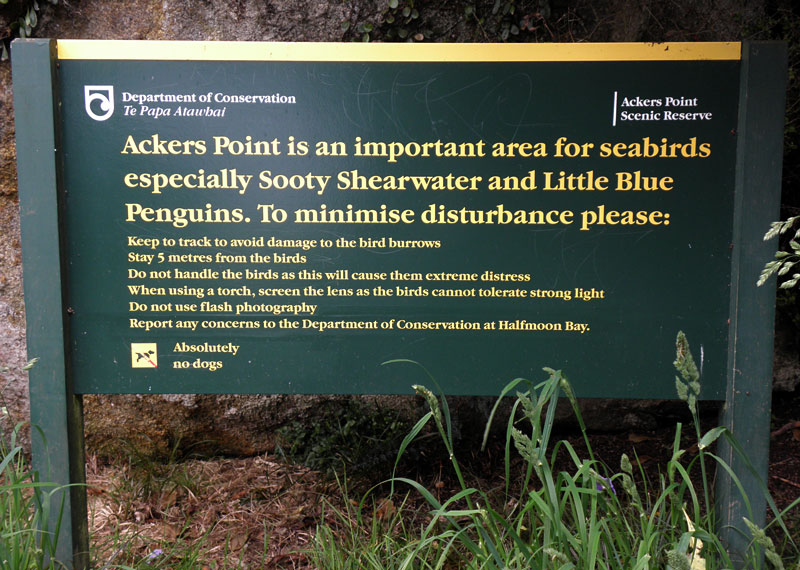 Department of Conservation
Te Papa Atawhai
Ackers Point
Scenic Reserve
Ackers Point is an important area for seabirds
especially Sooty Shearwater and Little Blue
Penguins. To minimise disturbance please:
Keep to track to avoid damage to the bird burrows
Stay 5 metres from the birds
Do not handle the birds as this will cause them extreme distress
When using a torch, screen the lens as the birds cannot tolerate strong light
Do not use flash photography
Report any concerns to the Department of Conservation at Halfmoon Bay.
Absolutely
no dogs